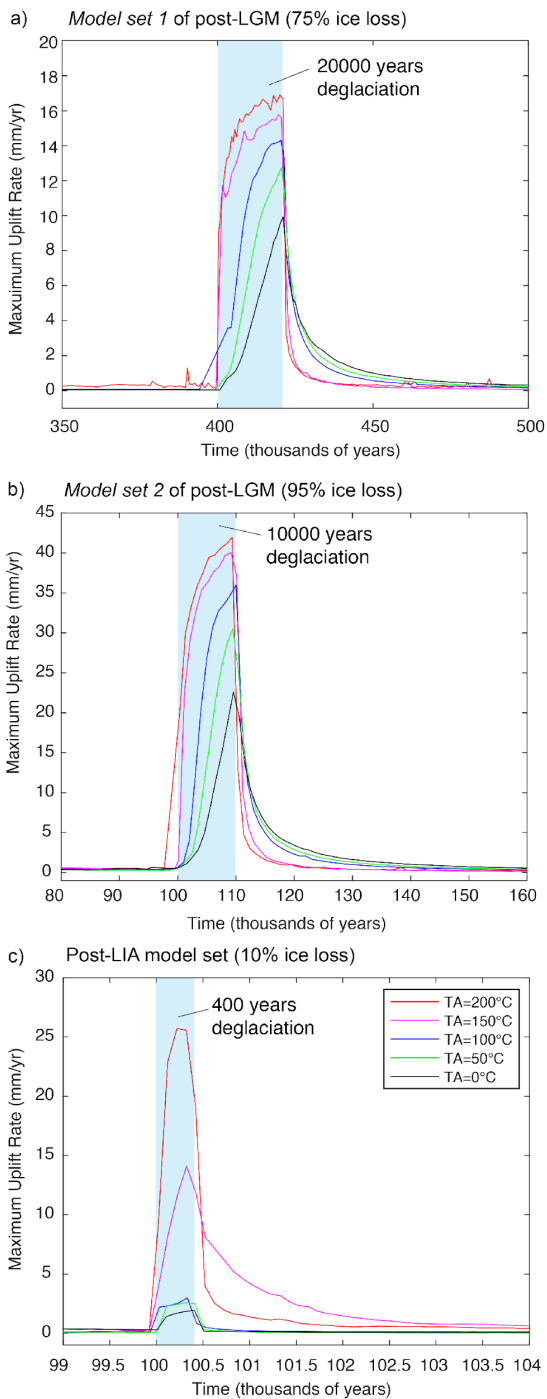 a) Model set 1 of post-LGM (75% ice loss)
20
18
16
14
12
10
8
6
4
2
0
Maxuimum Uplift Rate (mm/yr)
20000 years
deglaciation
350 400 450 500
Time (thousands of years)
b) Model set 2 of post-LGM (95% ice loss)
45
40
35
30
25
20
15
10
5
0
Maximum Uplift Rate (mm/yr)
10000 years
deglaciation
80 90 100 110 120 130 140 150 160
Time (thousands of years)
c) Post-LIA model set (10% ice loss)
30
25
20
15
10
5
0
Maximum Uplift Rate (mm/yr)
400 years
deglaciation
TA=200°C
TA=150°C
TA=100°C
TA=50°C
TA=0°C
99 99.5 100 100.5 101 101.5 102 102.5 103 103.5 104
Time (thousands of years)